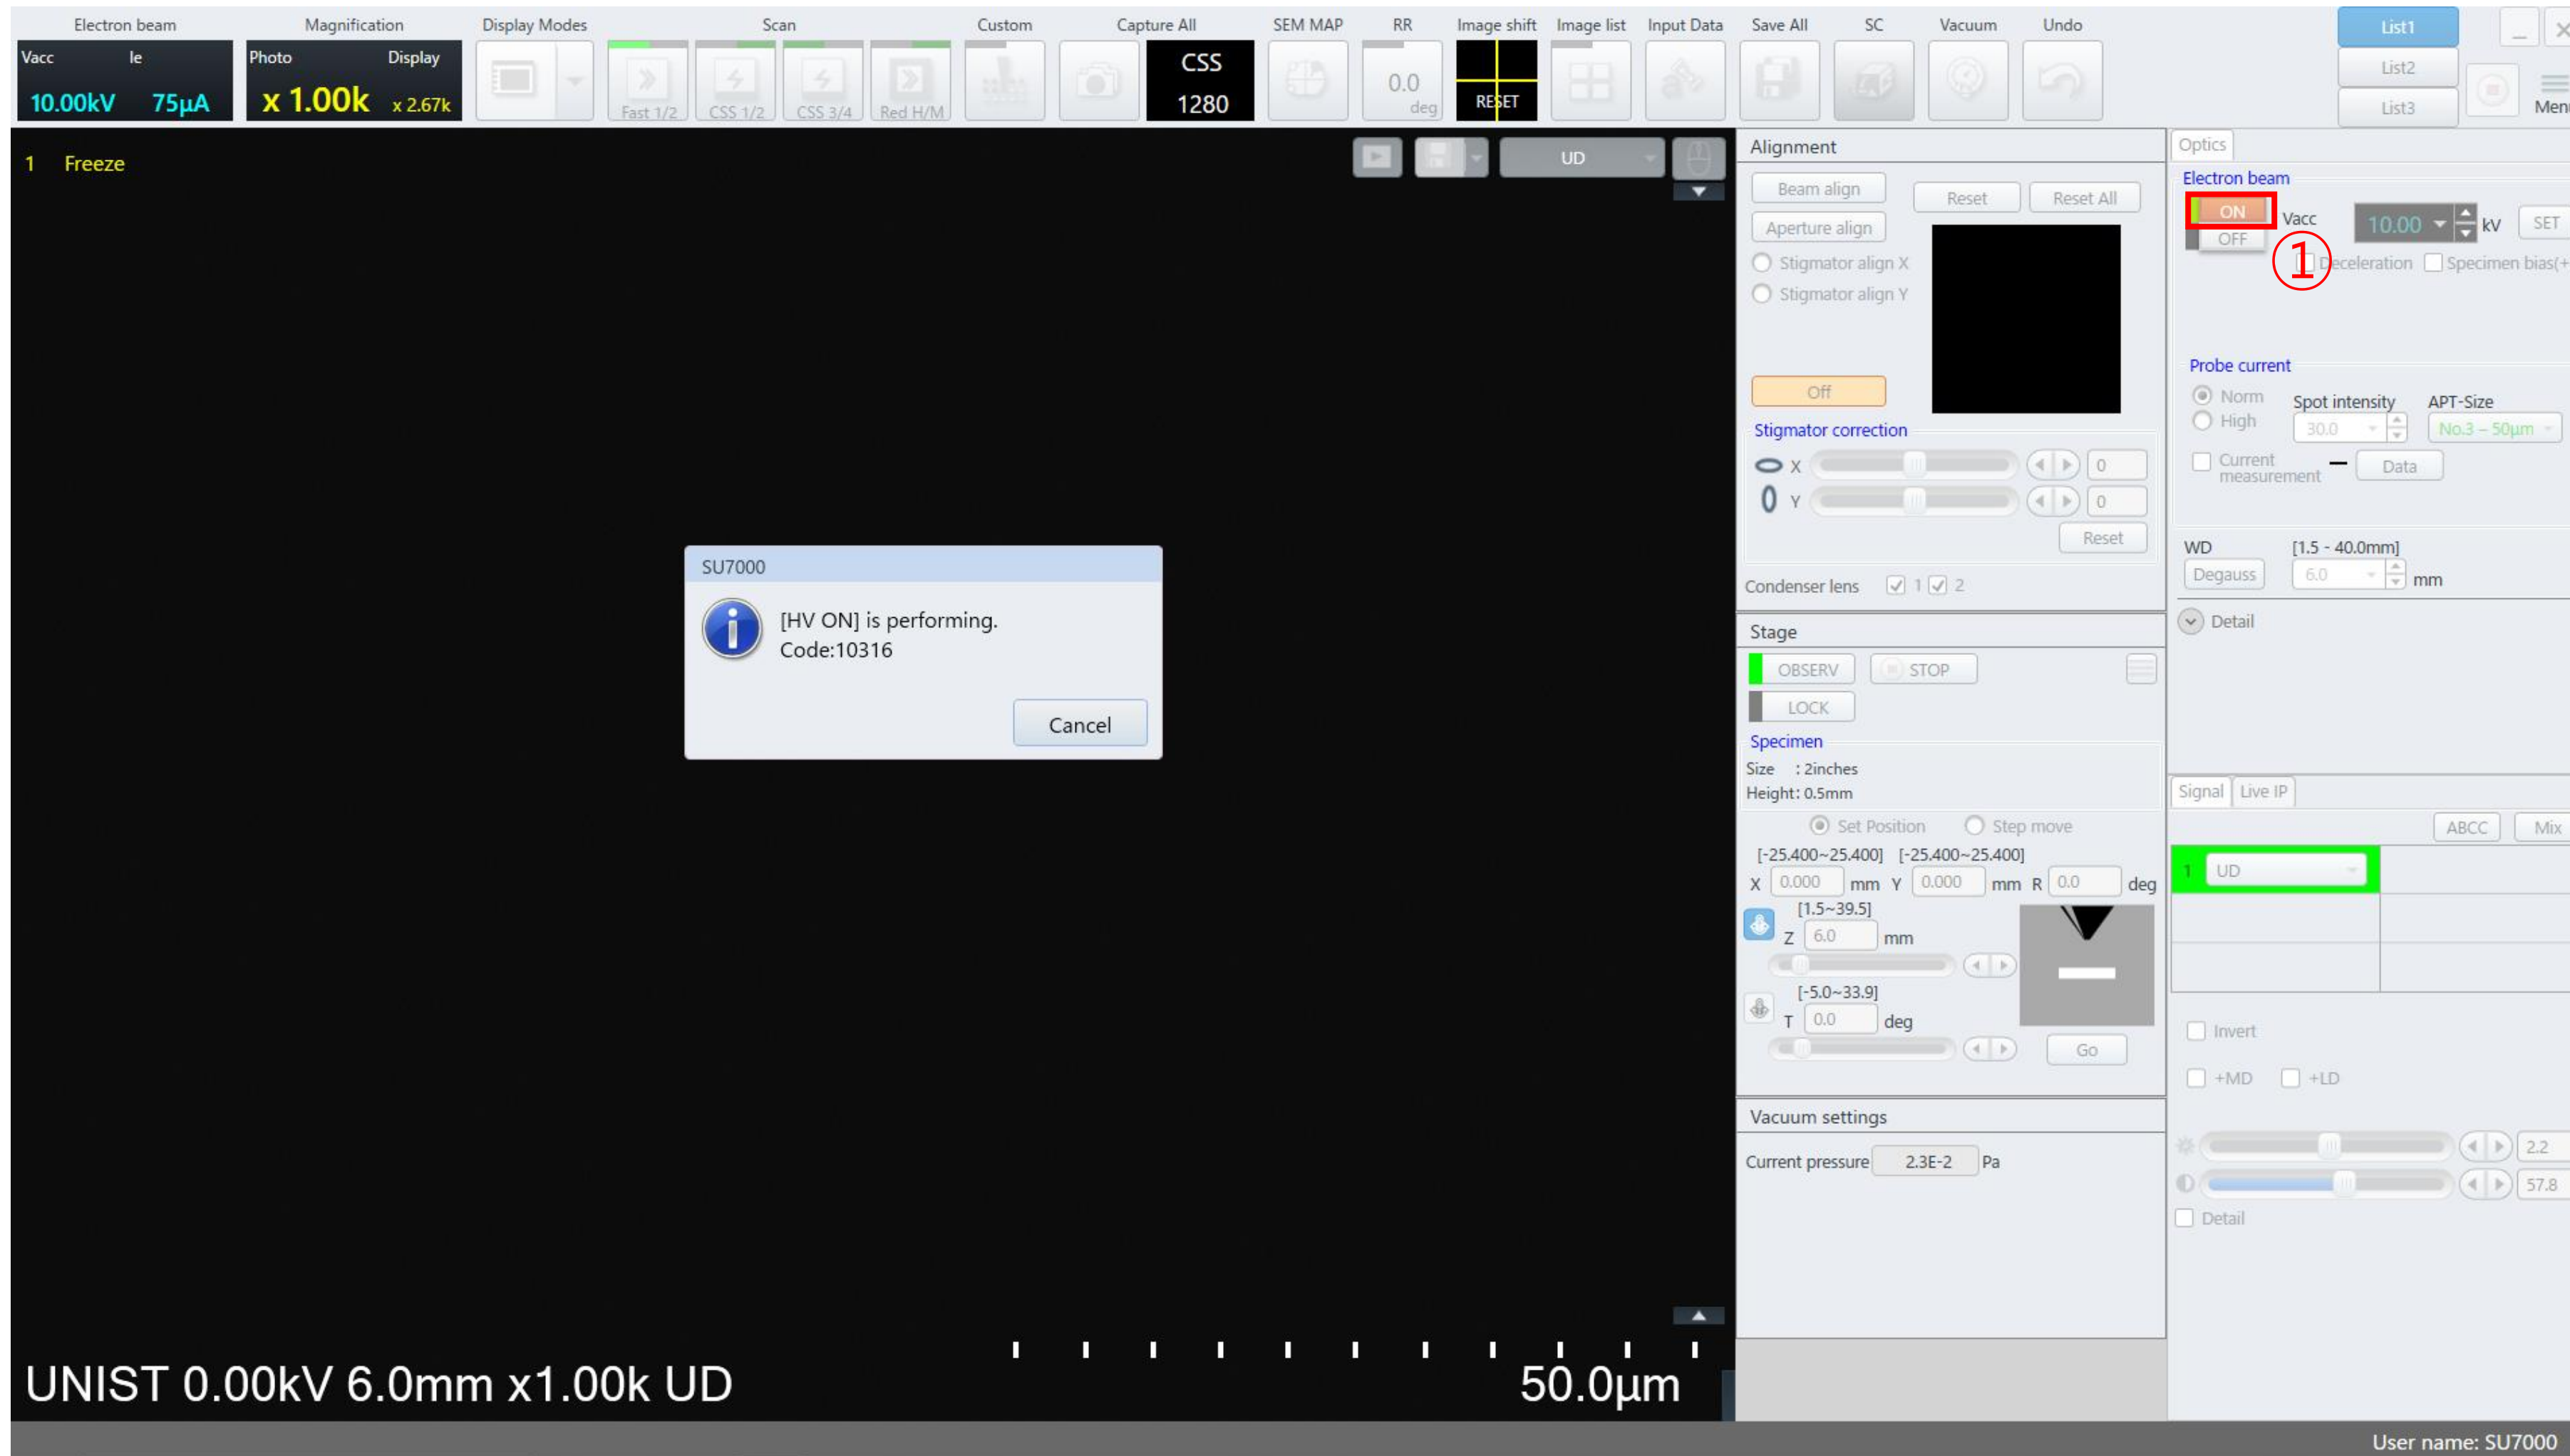 Electron beam Magnification Display Modes Scan Custom Capture All SEM MAP RR Image shift Image list Input Data Save All SC Vacuum Undo
Vacc Ie Photo Display
10.00kV 75µA x 1.00k x 2.67k
Fast 1/2 CSS 1/2 CSS 3/4 Red H/M
CSS
1280
0.0
deg
RESET
List1
List2
List3
Menu
1 Freeze
UD
Alignment
Beam align Reset Reset All
Aperture align
Stigmator align X
Stigmator align Y
Off
Stigmator correction
X 0
Y 0
Reset
Condenser lens 1 2
Stage
OBSERV STOP
LOCK
Specimen
Size : 2inches
Height: 0.5mm
Set Position Step move
[-25.400~25.400] [-25.400~25.400]
X 0.000 mm Y 0.000 mm R 0.0 deg
[1.5~39.5]
Z 6.0 mm
[-5.0~33.9]
T 0.0 deg
Go
Vacuum settings
Current pressure 2.3E-2 Pa
Optics
Electron beam
ON
OFF
Vacc 10.00 kV SET
①
Deceleration Specimen bias(+
Probe current
Norm
High
Spot intensity APT-Size
30.0 No.3 – 50µm
Current
measurement
Data
WD [1.5 - 40.0mm]
Degauss 6.0 mm
Detail
Signal Live IP
ABCC Mix
1 UD
Invert
+MD +LD
2.2
57.8
Detail
SU7000
[HV ON] is performing.
Code:10316
Cancel
UNIST 0.00kV 6.0mm x1.00k UD 50.0µm
User name: SU7000